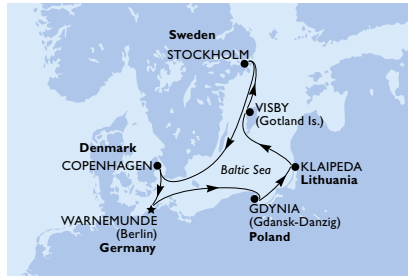 Sweden
STOCKHOLM
VISBY
(Gotland Is.)
Denmark
COPENHAGEN
Baltic Sea
KLAIPEDA
Lithuania
WARNEMUNDE
(Berlin)
Germany
GDYNIA
(Gdansk-Danzig)
Poland